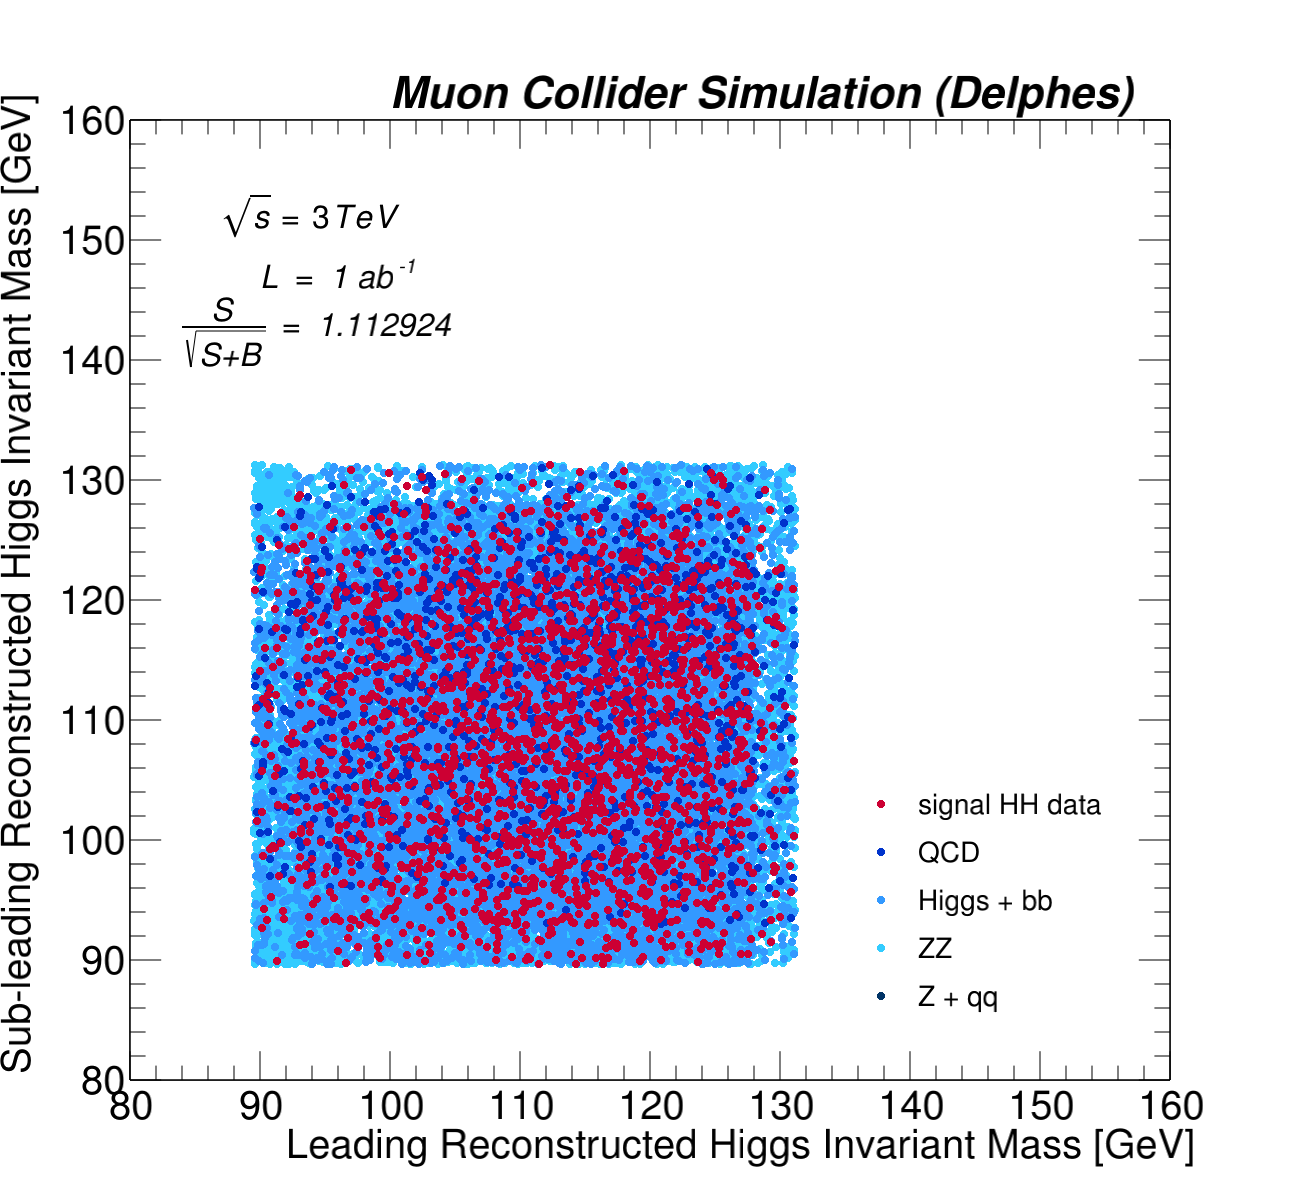 Muon Collider Simulation (Delphes)
√s = 3 TeV
L = 1 ab⁻¹
S/√(S+B) = 1.112924
Sub-leading Reconstructed Higgs Invariant Mass [GeV]
160
150
140
130
120
110
100
90
80
signal HH data
QCD
Higgs + bb
ZZ
Z + qq
80 90 100 110 120 130 140 150 160
Leading Reconstructed Higgs Invariant Mass [GeV]